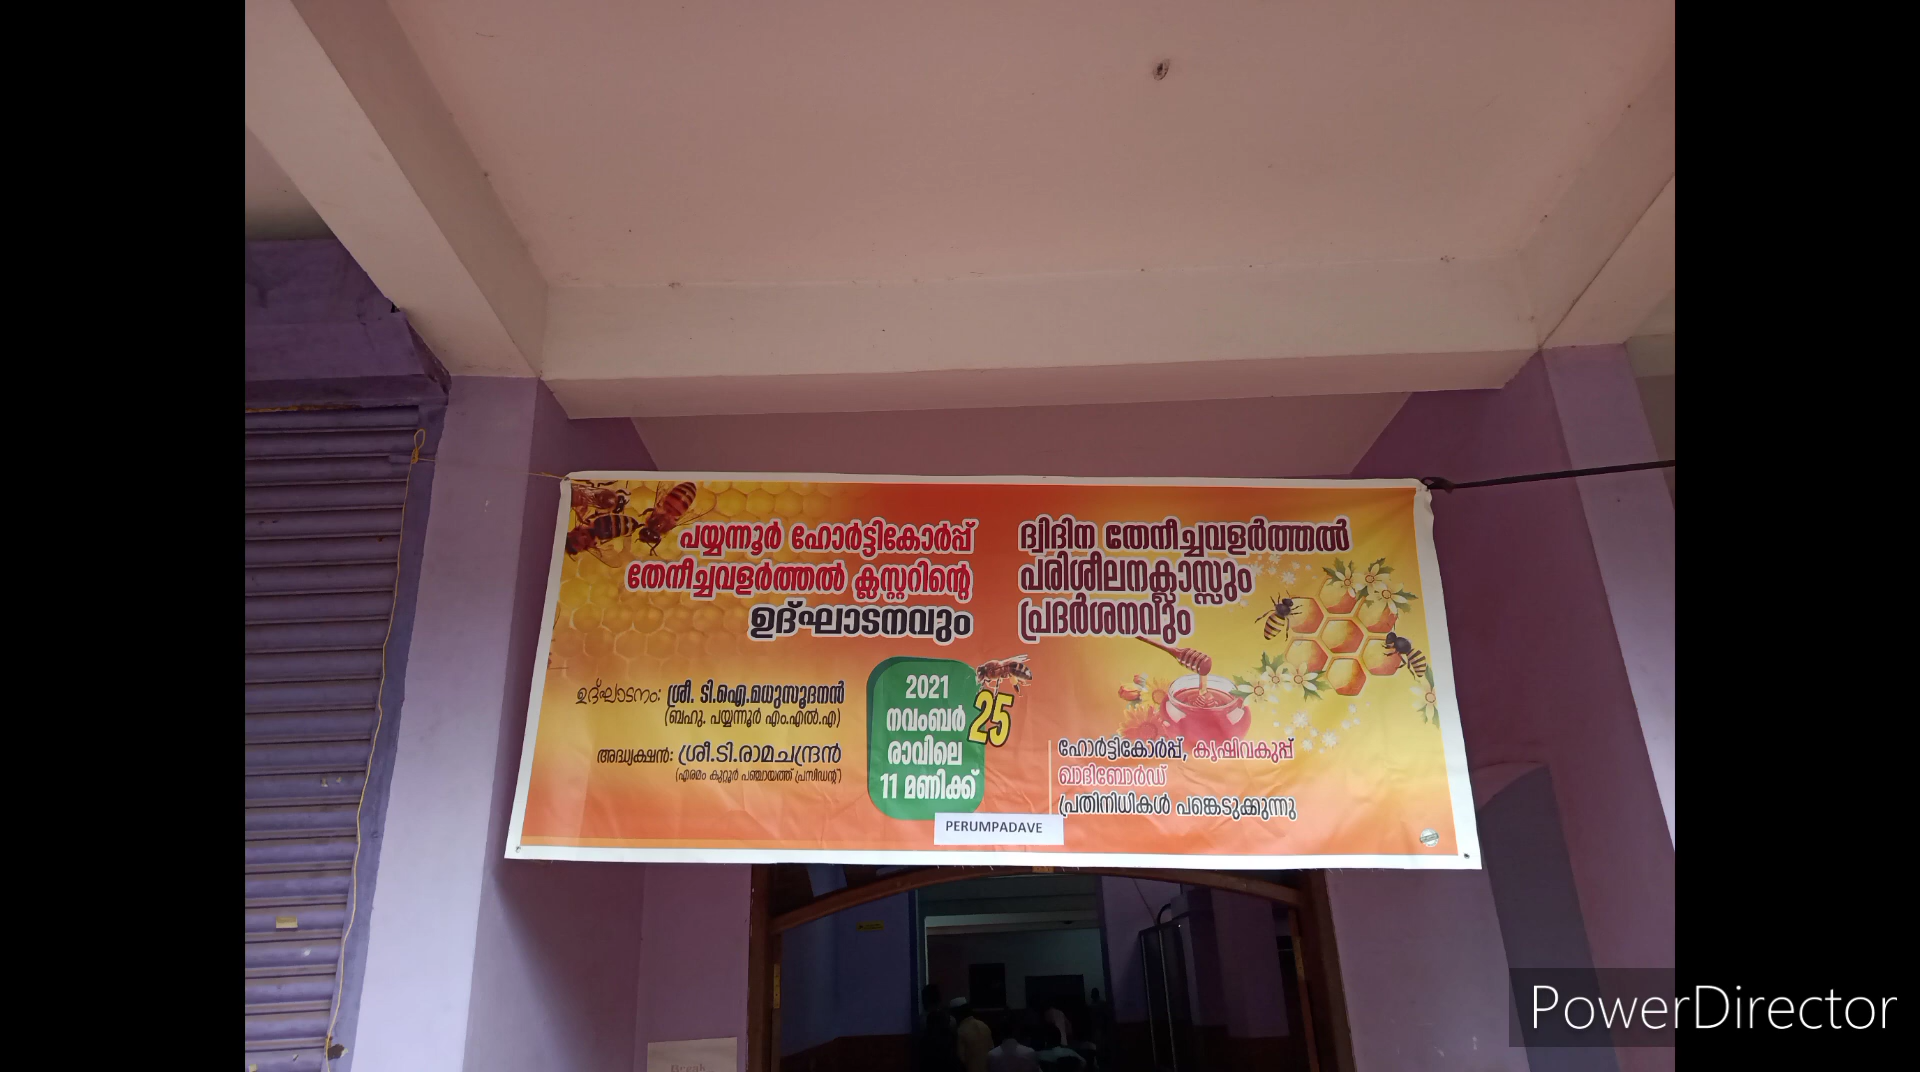 പയ്യന്നൂർ ഹോർട്ടികോർപ്പ്
തേനീച്ചവളർത്തൽ ക്ലസ്റ്ററിന്റെ
ഉദ്ഘാടനവും
ദ്വിദിന തേനീച്ചവളർത്തൽ
പരിശീലനക്ലാസ്സും
പ്രദർശനവും
ഉദ്ഘാടനം: ശ്രീ. ടി.ഐ.മധുസൂദനൻ
(ബഹു. പയ്യന്നൂർ എം.എൽ.എ)
അദ്ധ്യക്ഷൻ: ശ്രീ.ടി.രാമചന്ദ്രൻ
(എരമം കുറ്റൂർ പഞ്ചായത്ത് പ്രസിഡന്റ്)
2021
നവംബർ 25
രാവിലെ
11 മണിക്ക്
ഹോർട്ടികോർപ്പ്, കൃഷിവകുപ്പ്
ഖാദിബോർഡ്
പ്രതിനിധികൾ പങ്കെടുക്കുന്നു
PERUMPADAVE
PowerDirector